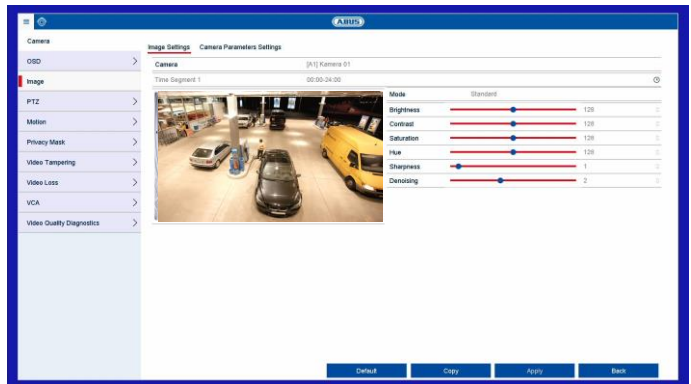 ABUS
Camera
OSD
Image
PTZ
Motion
Privacy Mask
Video Tampering
Video Loss
VCA
Video Quality Diagnostics
Image Settings Camera Parameters Settings
Camera [A1] Kamera 01
Time Segment 1 00:00-24:00
Mode Standard
Brightness 128
Contrast 128
Saturation 128
Hue 128
Sharpness 1
Denoising 2
Default Copy Apply Back